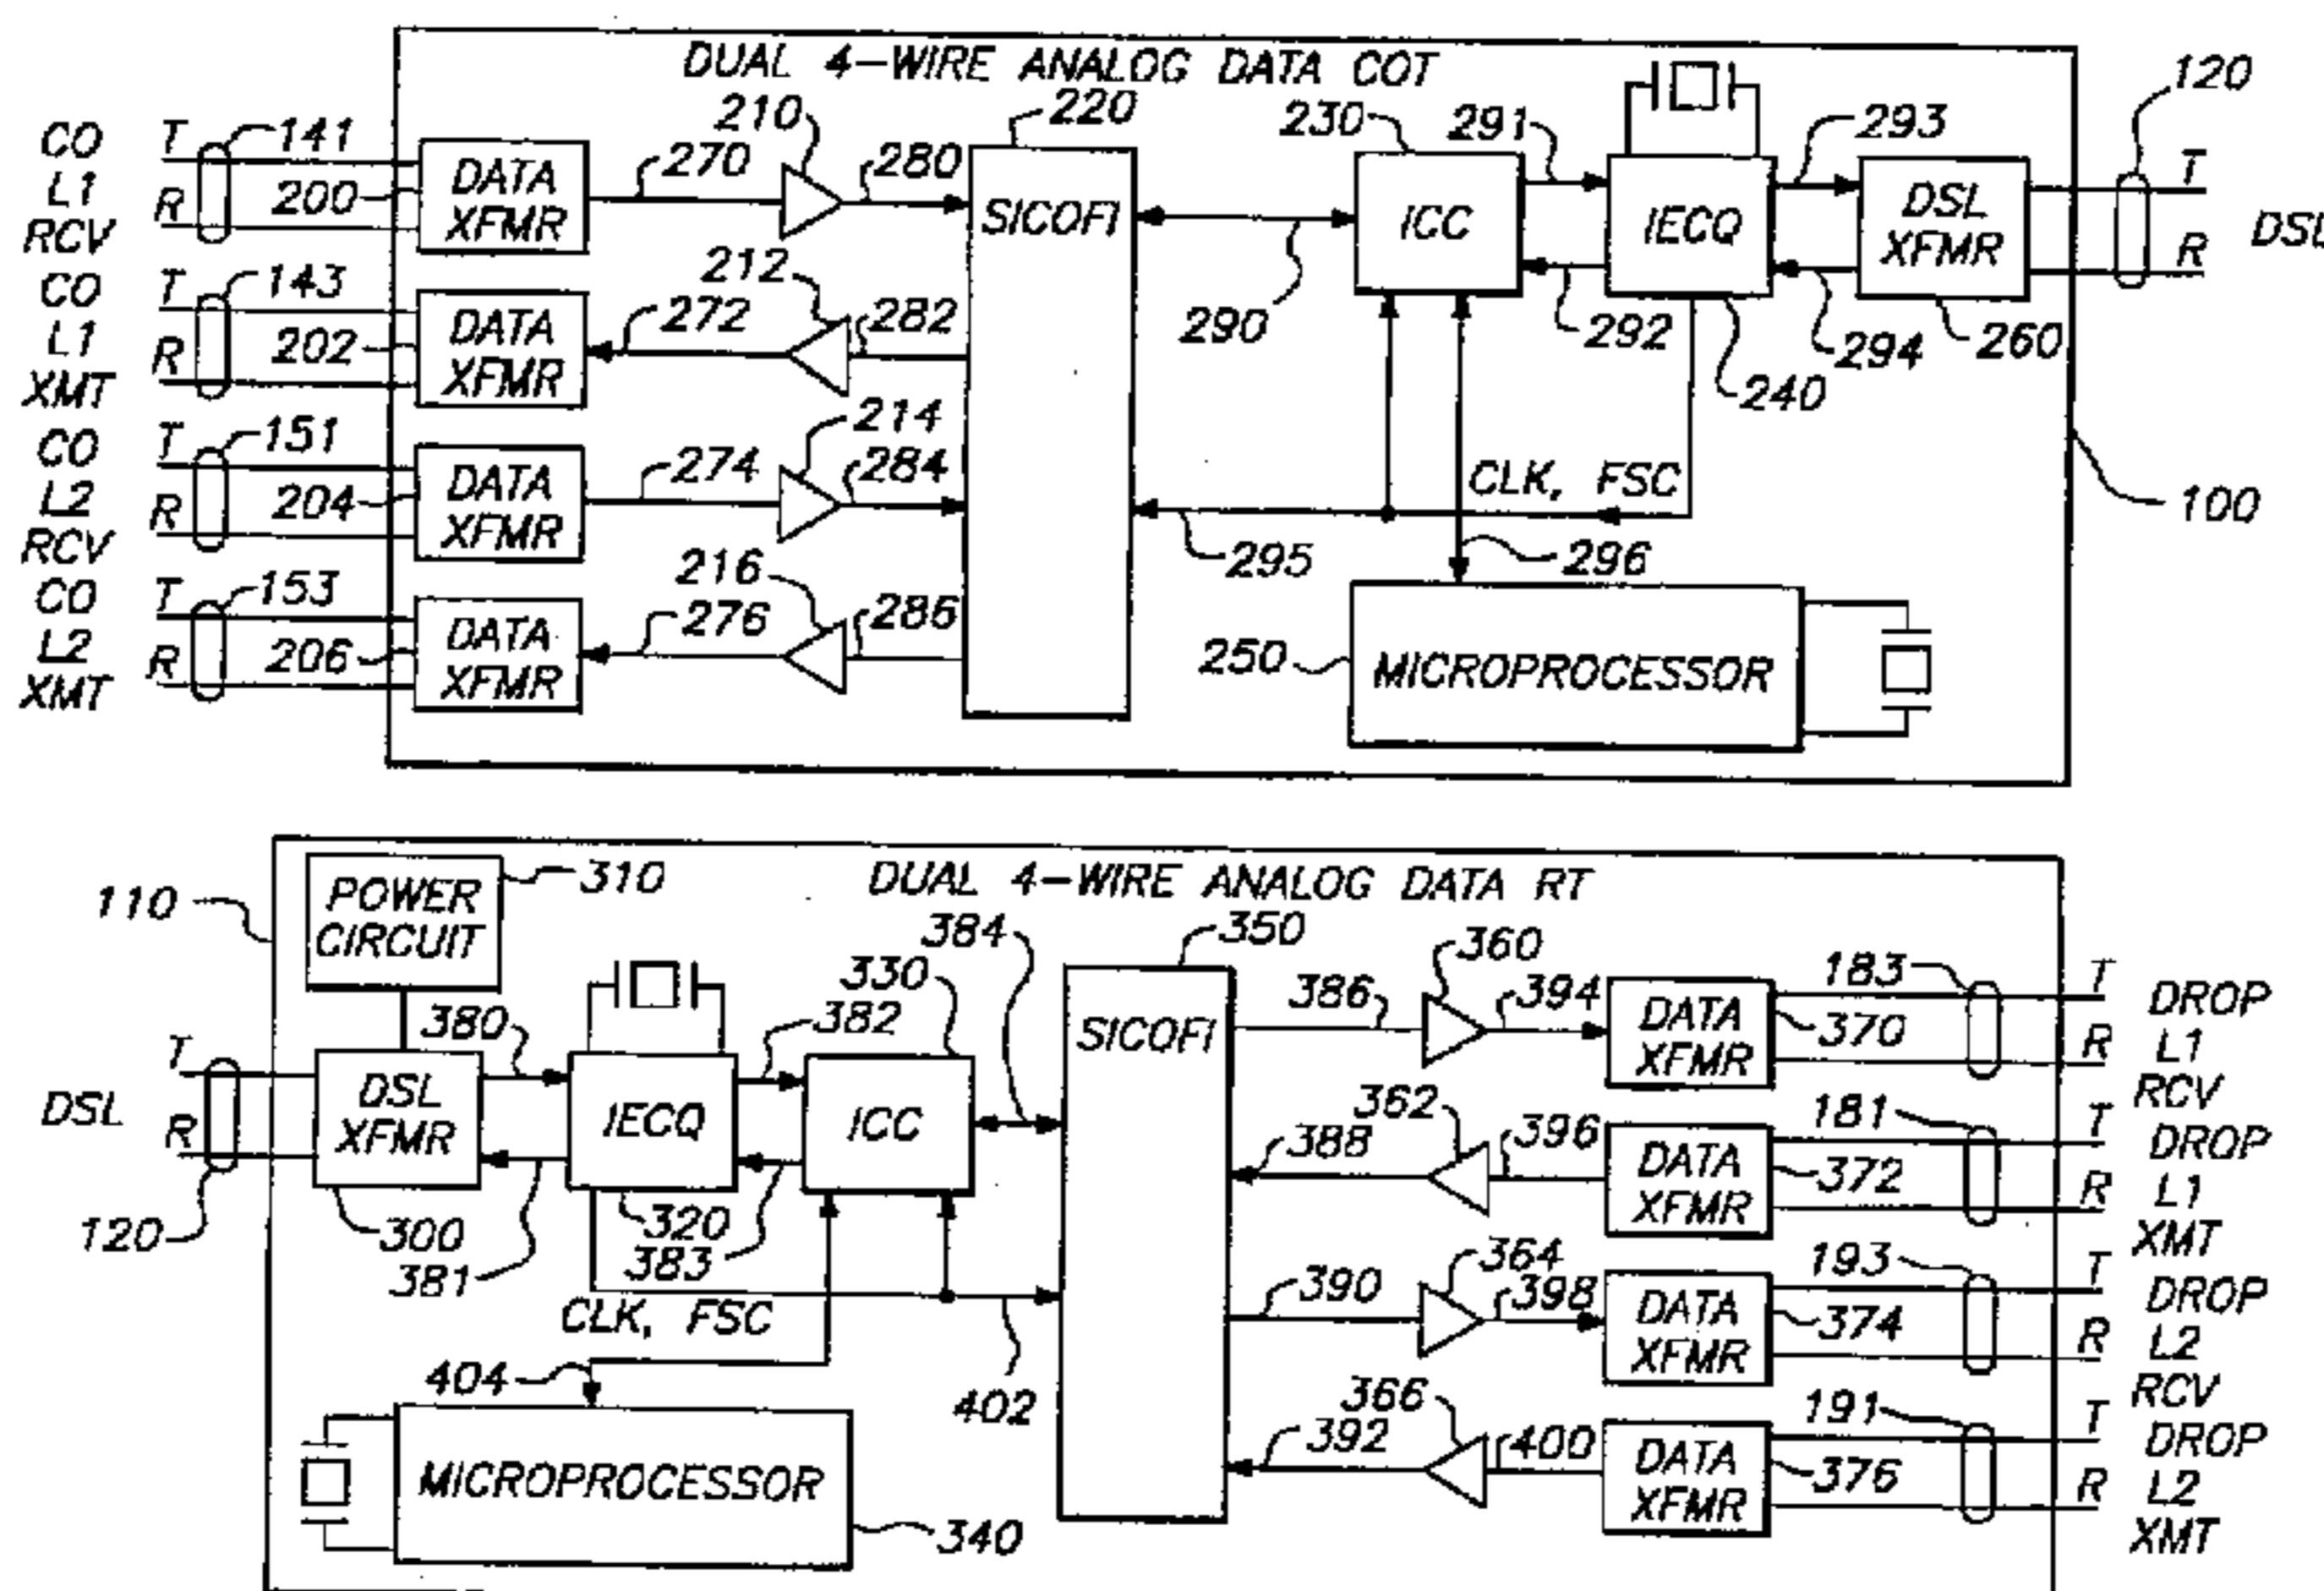 DUAL 4-WIRE ANALOG DATA COT
120
210
220
230
291
293
CO
L1
RCV
T
R
141
200
DATA
XFMR
270
280
SICOFI
ICC
IECQ
DSL
XFMR
T
R
DSL
CO
L1
XMT
T
R
143
202
DATA
XFMR
212
272
282
290
292
294
260
240
CO
L2
RCV
T
R
151
204
DATA
XFMR
214
274
284
CLK, FSC
100
295
296
CO
L2
XMT
T
R
153
206
DATA
XFMR
216
276
286
250
MICROPROCESSOR
110
POWER
CIRCUIT
310
DUAL 4-WIRE ANALOG DATA RT
384
350
360
330
380
382
386
394
DATA
XFMR
183
370
T
R
DROP
L1
RCV
DSL
T
R
DSL
XFMR
IECQ
ICC
SICOFI
362
388
396
DATA
XFMR
181
372
T
R
DROP
L1
XMT
120
300
381
320
383
364
390
398
DATA
XFMR
193
374
T
R
DROP
L2
RCV
CLK, FSC
404
402
366
392
400
DATA
XFMR
191
376
T
R
DROP
L2
XMT
MICROPROCESSOR
340